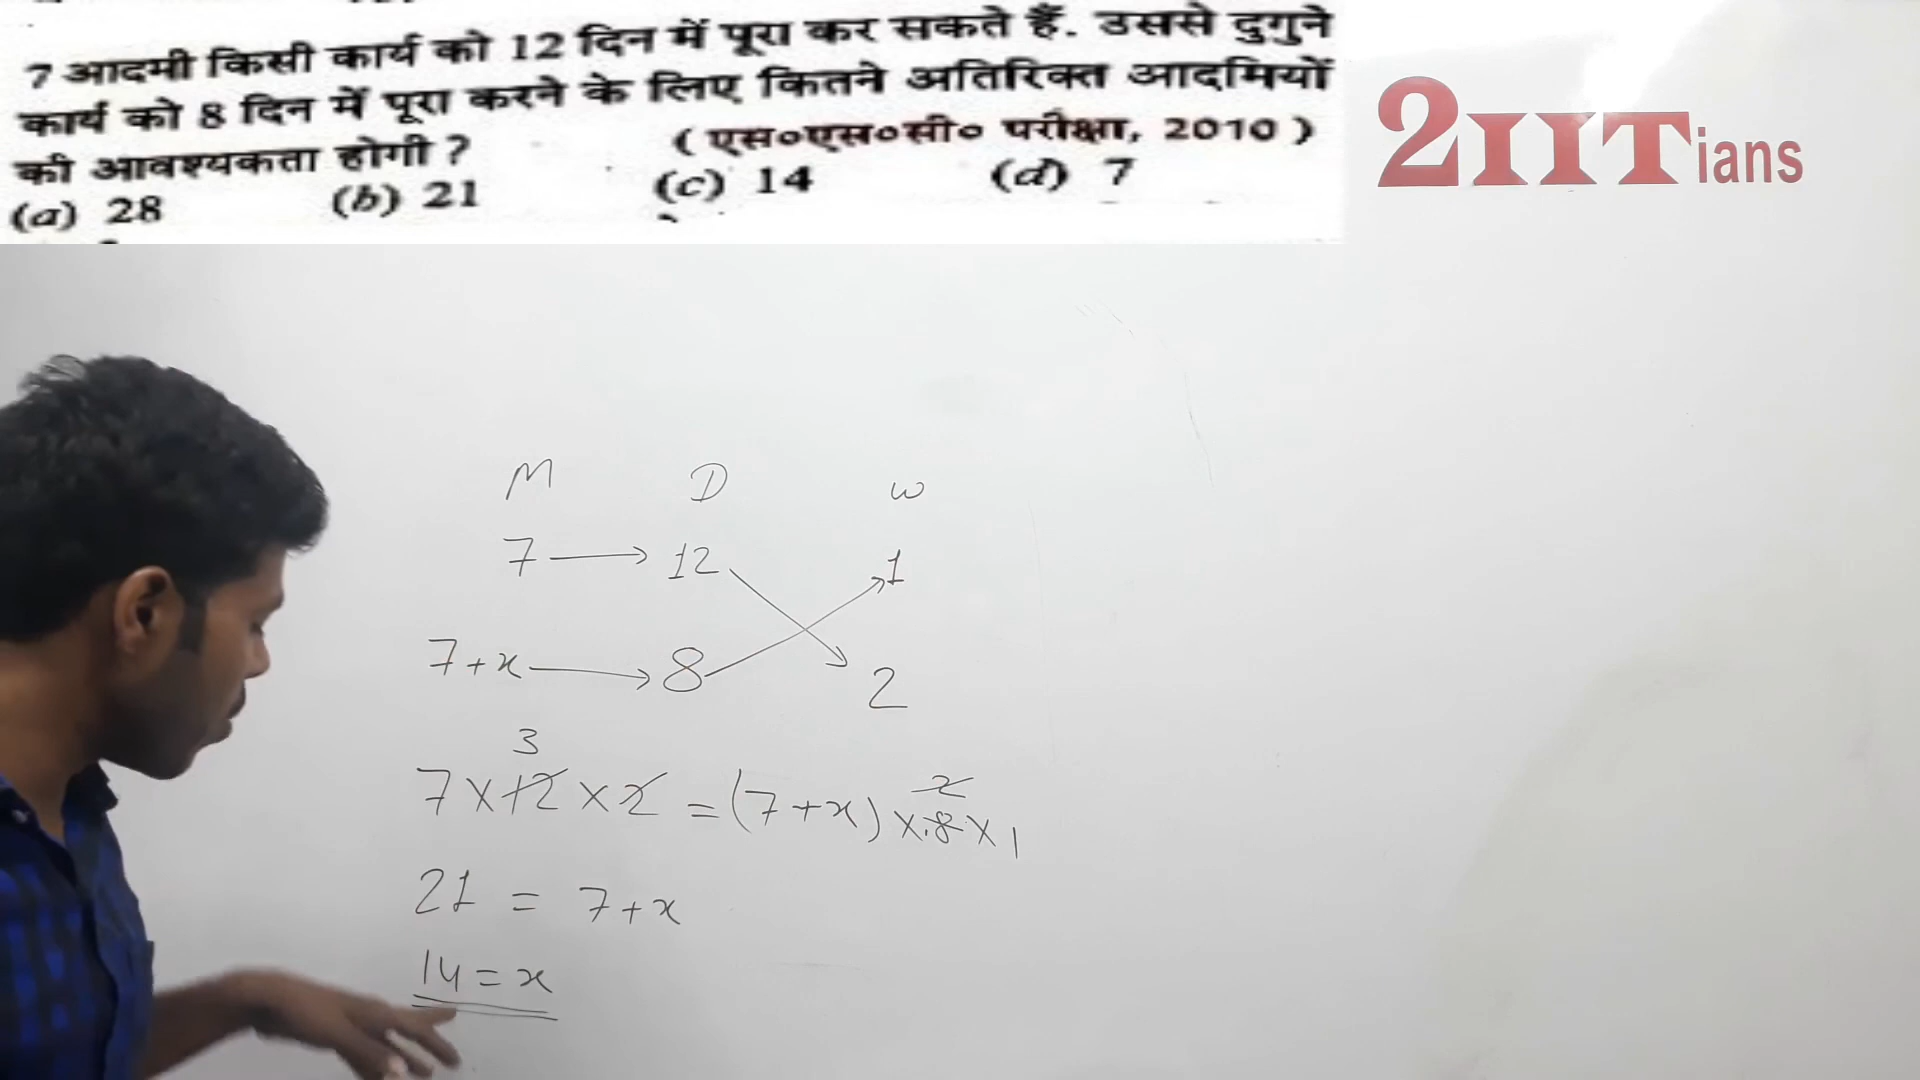 7 आदमी किसी कार्य को 12 दिन में पूरा कर सकते हैं. उससे दुगुने
कार्य को 8 दिन में पूरा करने के लिए कितने अतिरिक्त आदमियों
की आवश्यकता होगी ?
( एस०एस०सी० परीक्षा, 2010 )
(a) 28 (b) 21 (c) 14 (d) 7
2IITians
M D w
7 12 1
7+x 8 2
3 2
7 x 12 x 2 = (7+x) x 8 x 1
21 = 7+x
14 = x